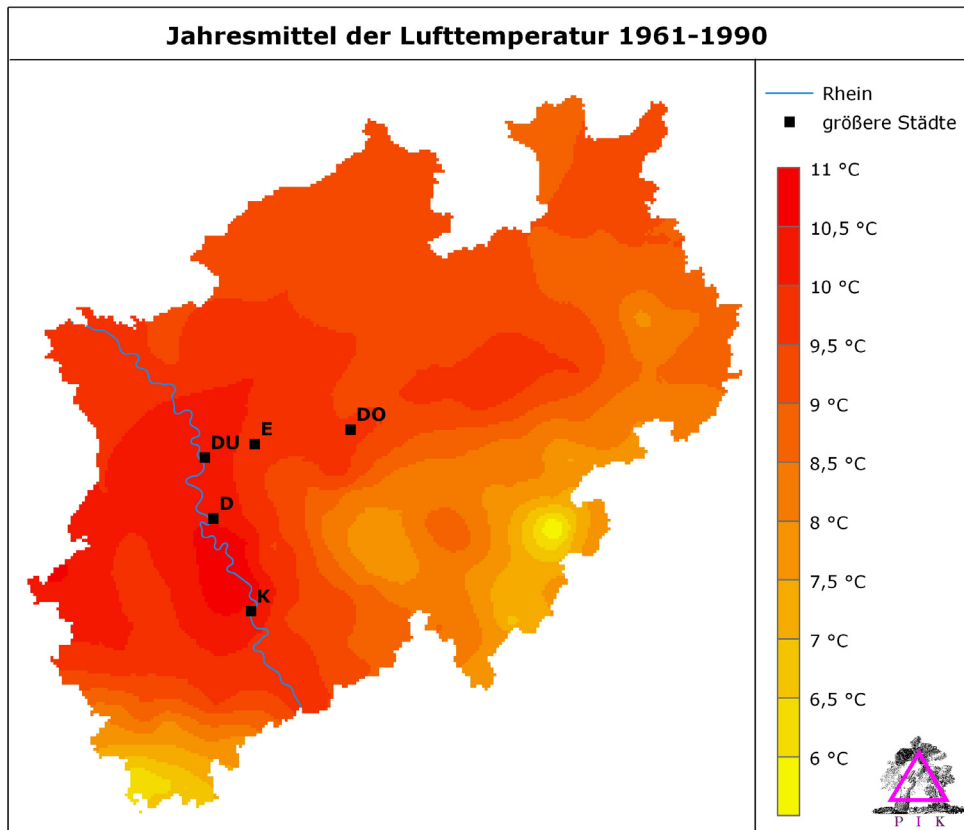 Jahresmittel der Lufttemperatur 1961-1990
Rhein
größere Städte
11 °C
10,5 °C
10 °C
9,5 °C
9 °C
8,5 °C
8 °C
7,5 °C
7 °C
6,5 °C
6 °C
DO
E
DU
D
K
P I K